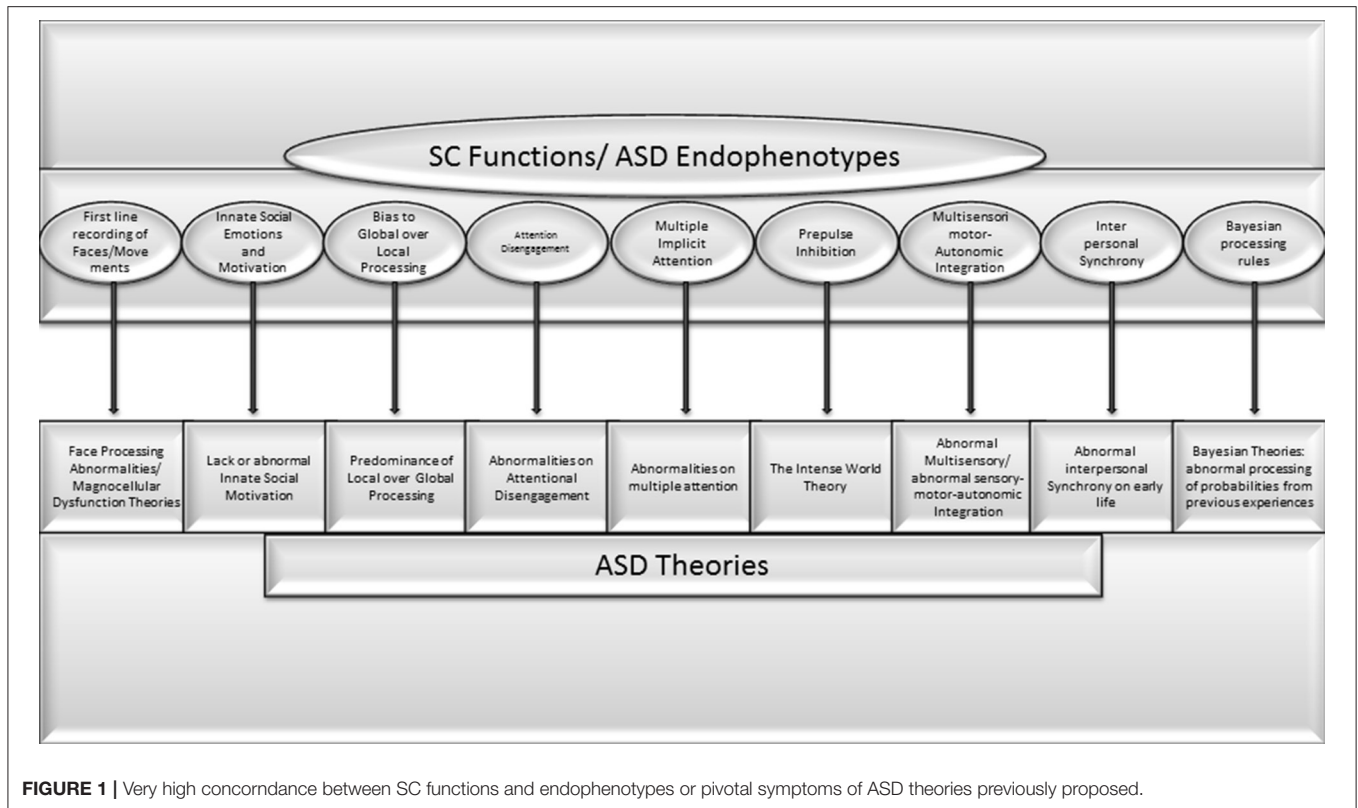 SC Functions/ ASD Endophenotypes
First line
recording of
Faces/Move
ments
Innate Social
Emotions
and
Motivation
Bias to
Global over
Local
Processing
Attention
Disengagement
Multiple
Implicit
Attention
Prepulse
Inhibition
Multisensori
motor-
Autonomic
Integration
Inter
personal
Synchrony
Bayesian
processing
rules
Face Processing
Abnormalities/
Magnocellular
Dysfunction Theories
Lack or abnormal
Innate Social
Motivation
Predominance of
Local over Global
Processing
Abnormalities on
Attentional
Disengagement
Abnormalities on
multiple attention
The Intense World
Theory
Abnormal
Multisensory/
abnormal sensory-
motor-autonomic
Integration
Abnormal
interpersonal
Synchrony on early
life
Bayesian Theories:
abnormal processing
of probabilities from
previous experiences
ASD Theories
FIGURE 1 | Very high concorndance between SC functions and endophenotypes or pivotal symptoms of ASD theories previously proposed.